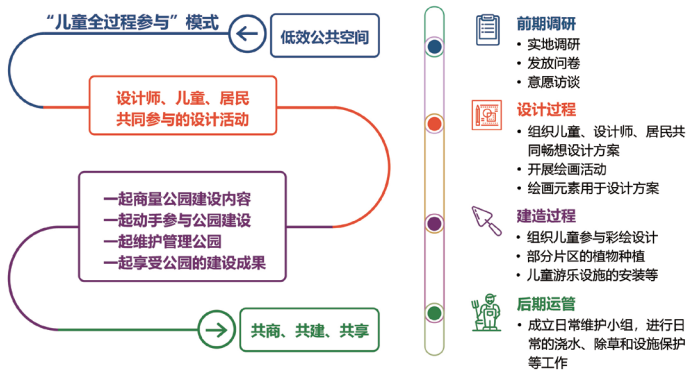 “儿童全过程参与”模式
低效公共空间
设计师、儿童、居民
共同参与的设计活动
一起商量公园建设内容
一起动手参与公园建设
一起维护管理公园
一起享受公园的建设成果
共商、共建、共享
前期调研
• 实地调研
• 发放问卷
• 意愿访谈
设计过程
• 组织儿童、设计师、居民共
同畅想设计方案
• 开展绘画活动
• 绘画元素用于设计方案
建造过程
• 组织儿童参与彩绘设计
• 部分片区的植物种植
• 儿童游乐设施的安装等
后期运管
• 成立日常维护小组，进行日
常的浇水、除草和设施保护
等工作